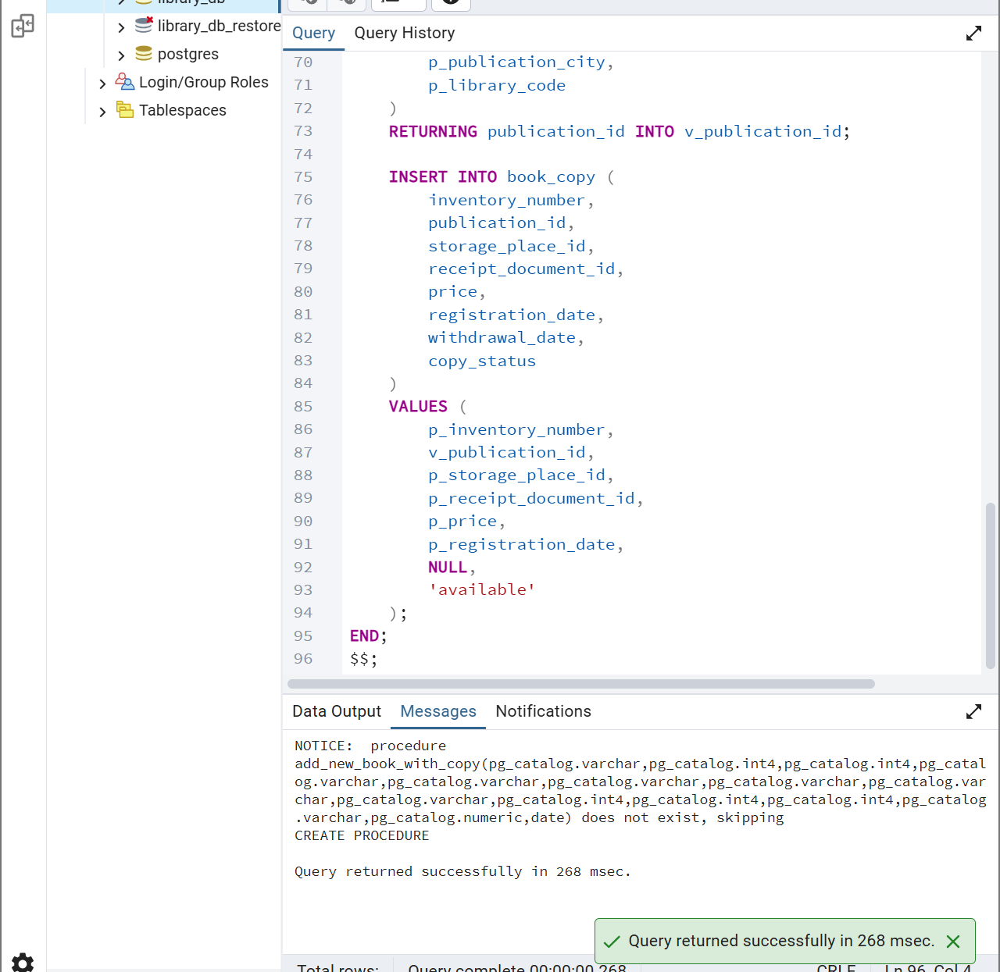 library_db
library_db_restore
postgres
Login/Group Roles
Tablespaces
Query Query History
70 p_publication_city,
71 p_library_code
72 )
73 RETURNING publication_id INTO v_publication_id;
74
75 INSERT INTO book_copy (
76 inventory_number,
77 publication_id,
78 storage_place_id,
79 receipt_document_id,
80 price,
81 registration_date,
82 withdrawal_date,
83 copy_status
84 )
85 VALUES (
86 p_inventory_number,
87 v_publication_id,
88 p_storage_place_id,
89 p_receipt_document_id,
90 p_price,
91 p_registration_date,
92 NULL,
93 'available'
94 );
95 END;
96 $$;
Data Output Messages Notifications
NOTICE:  procedure
add_new_book_with_copy(pg_catalog.varchar,pg_catalog.int4,pg_catalog.int4,pg_catal
og.varchar,pg_catalog.varchar,pg_catalog.varchar,pg_catalog.varchar,pg_catalog.var
char,pg_catalog.varchar,pg_catalog.int4,pg_catalog.int4,pg_catalog.int4,pg_catalog
.varchar,pg_catalog.numeric,date) does not exist, skipping
CREATE PROCEDURE
Query returned successfully in 268 msec.
Query returned successfully in 268 msec.
Total rows: Query complete 00:00:00.268 CRLF Ln 96, Col 4